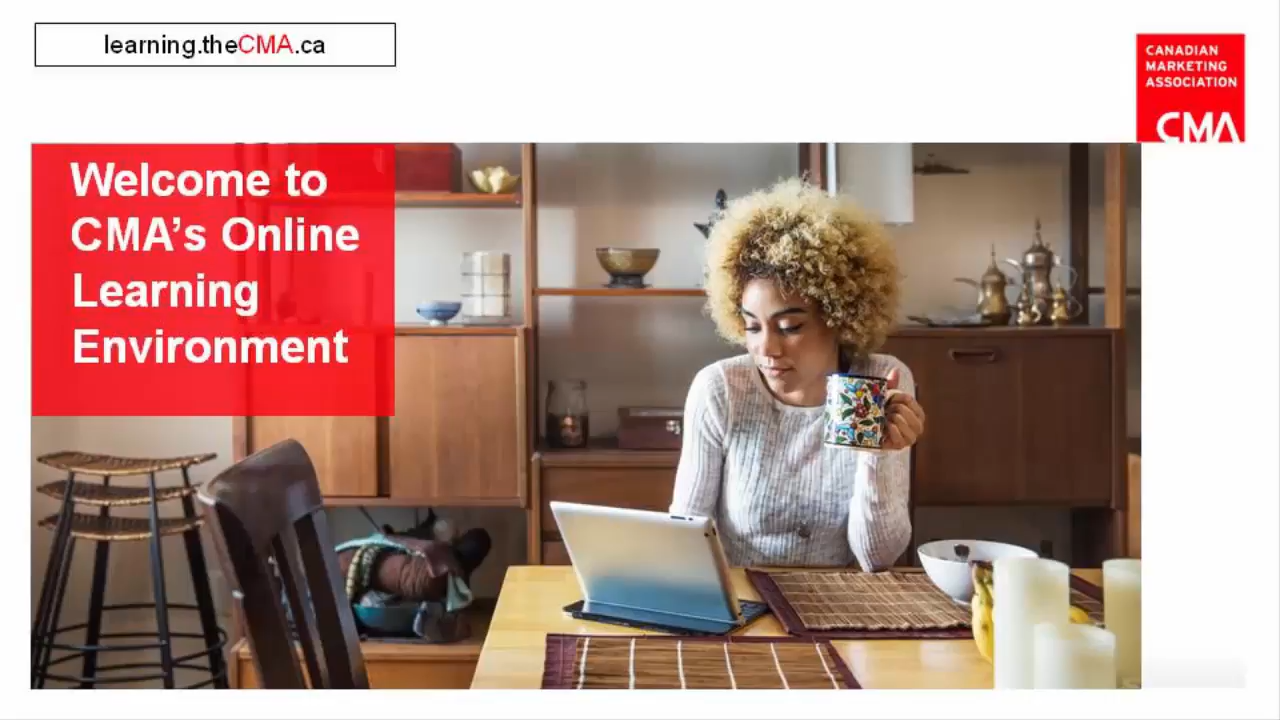 learning.theCMA.ca
CANADIAN
MARKETING
ASSOCIATION
CMA
Welcome to
CMA’s Online
Learning
Environment